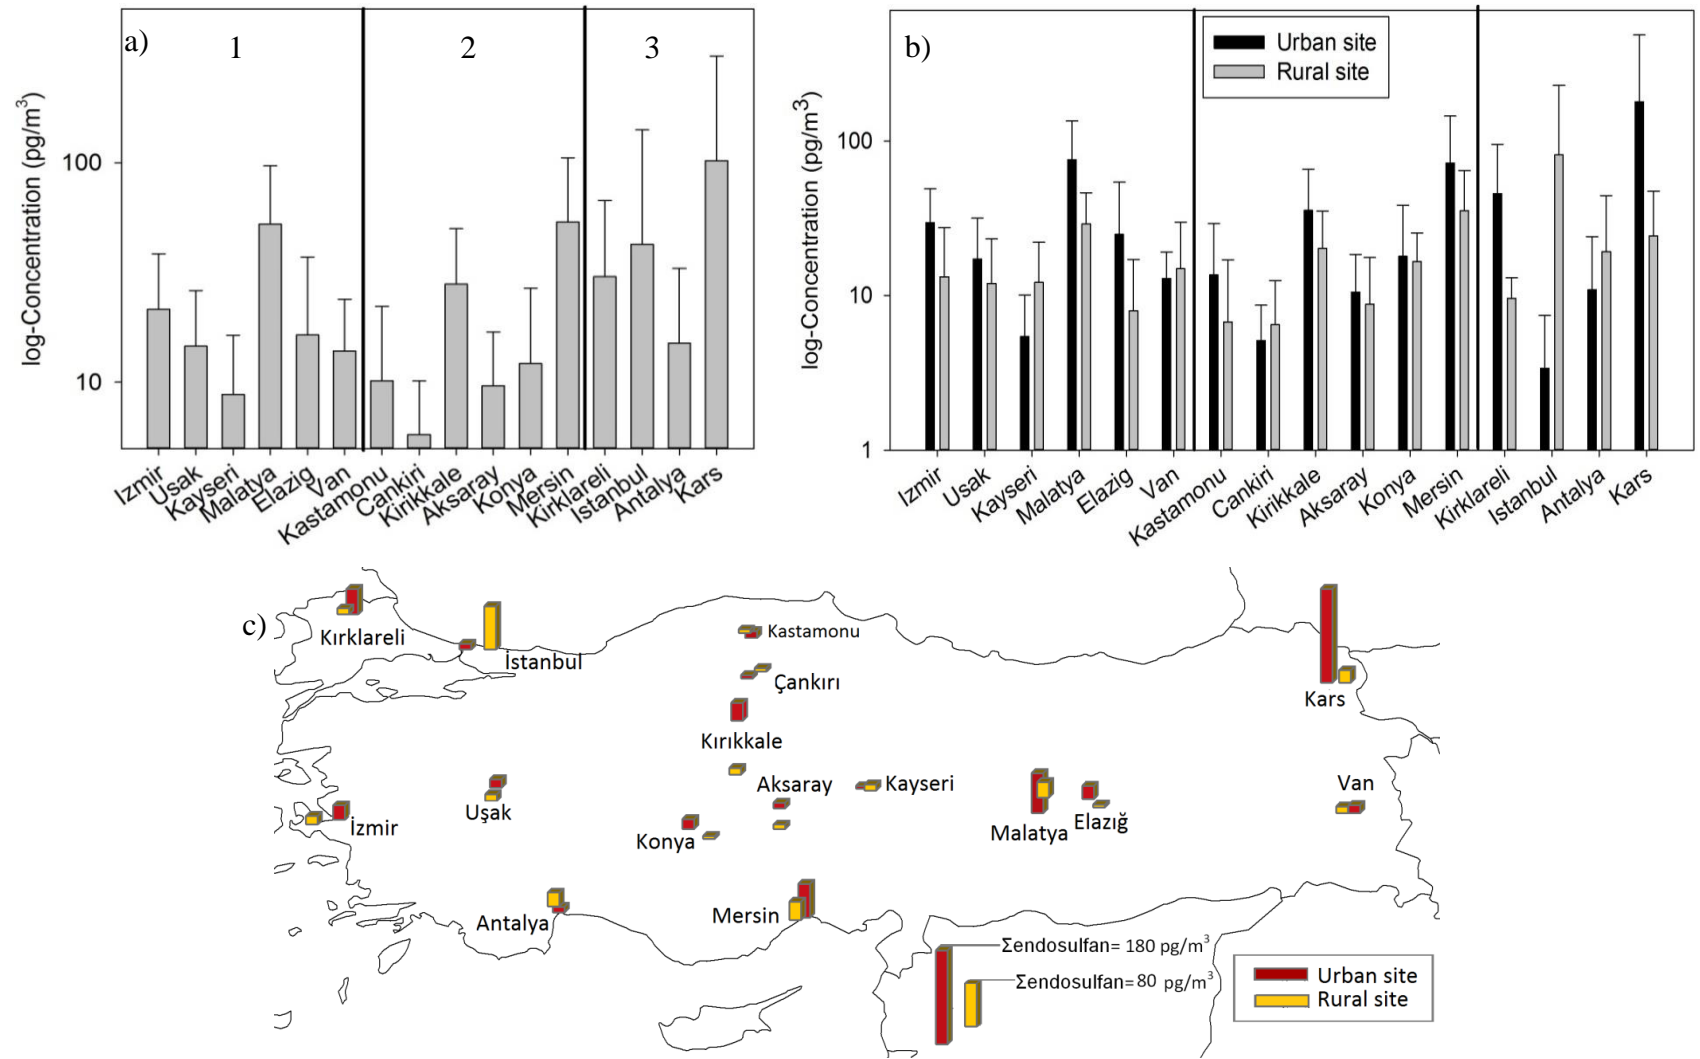 a)
1
2
3
log-Concentration (pg/m³)
100
10
Izmir
Usak
Kayseri
Malatya
Elazig
Van
Kastamonu
Cankiri
Kirikkale
Aksaray
Konya
Mersin
Kirklareli
Istanbul
Antalya
Kars
b)
Urban site
Rural site
log-Concentration (pg/m³)
100
10
1
Izmir
Usak
Kayseri
Malatya
Elazig
Van
Kastamonu
Cankiri
Kirikkale
Aksaray
Konya
Mersin
Kirklareli
Istanbul
Antalya
Kars
c)
Kırklareli
İstanbul
Kastamonu
Çankırı
Kars
Kırıkkale
Aksaray
Kayseri
Van
Uşak
İzmir
Konya
Malatya
Elazığ
Antalya
Mersin
Σendosulfan= 180 pg/m³
Σendosulfan= 80 pg/m³
Urban site
Rural site